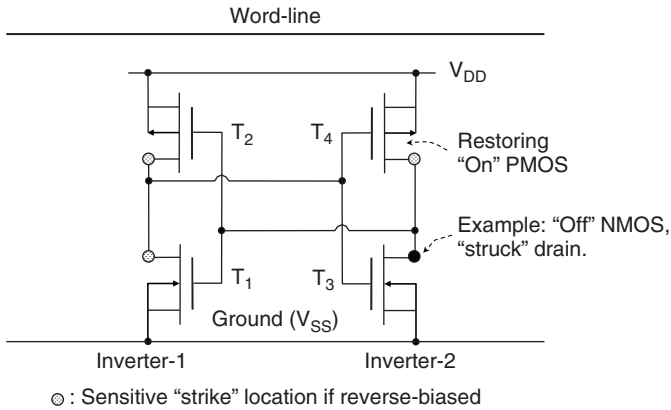 Word-line
V_DD
T_2
T_4
Restoring
“On” PMOS
Example: “Off” NMOS,
“struck” drain.
T_1
T_3
Ground (V_SS)
Inverter-1
Inverter-2
: Sensitive “strike” location if reverse-biased